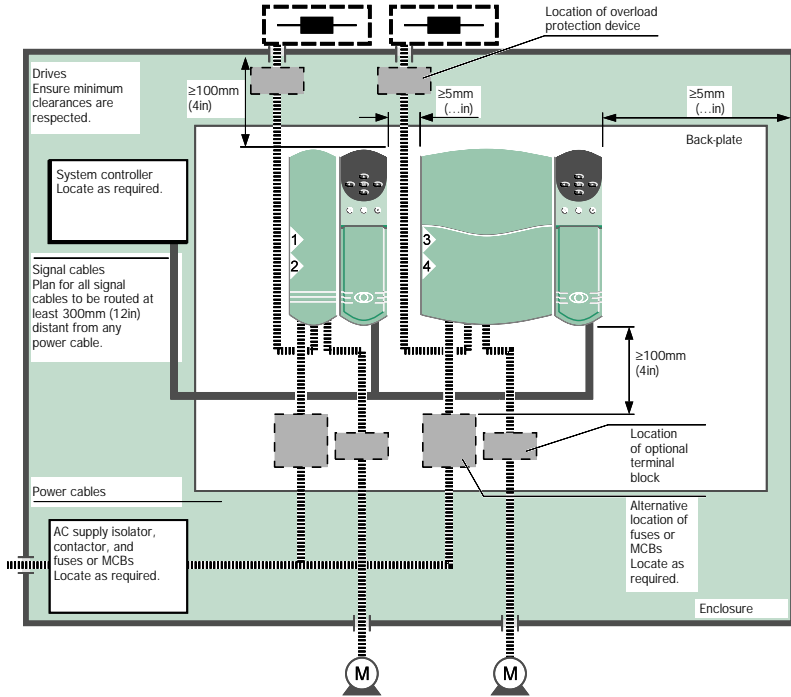 Location of overload
protection device
Drives
Ensure minimum
clearances are
respected.
≥100mm
(4in)
≥5mm
(…in)
≥5mm
(…in)
Back-plate
System controller
Locate as required.
1
2
3
4
Signal cables
Plan for all signal
cables to be routed at
least 300mm (12in)
distant from any
power cable.
≥100mm
(4in)
Location
of optional
terminal
block
Power cables
Alternative
location of
fuses or
MCBs
Locate as
required.
AC supply isolator,
contactor, and
fuses or MCBs
Locate as required.
Enclosure
M
M